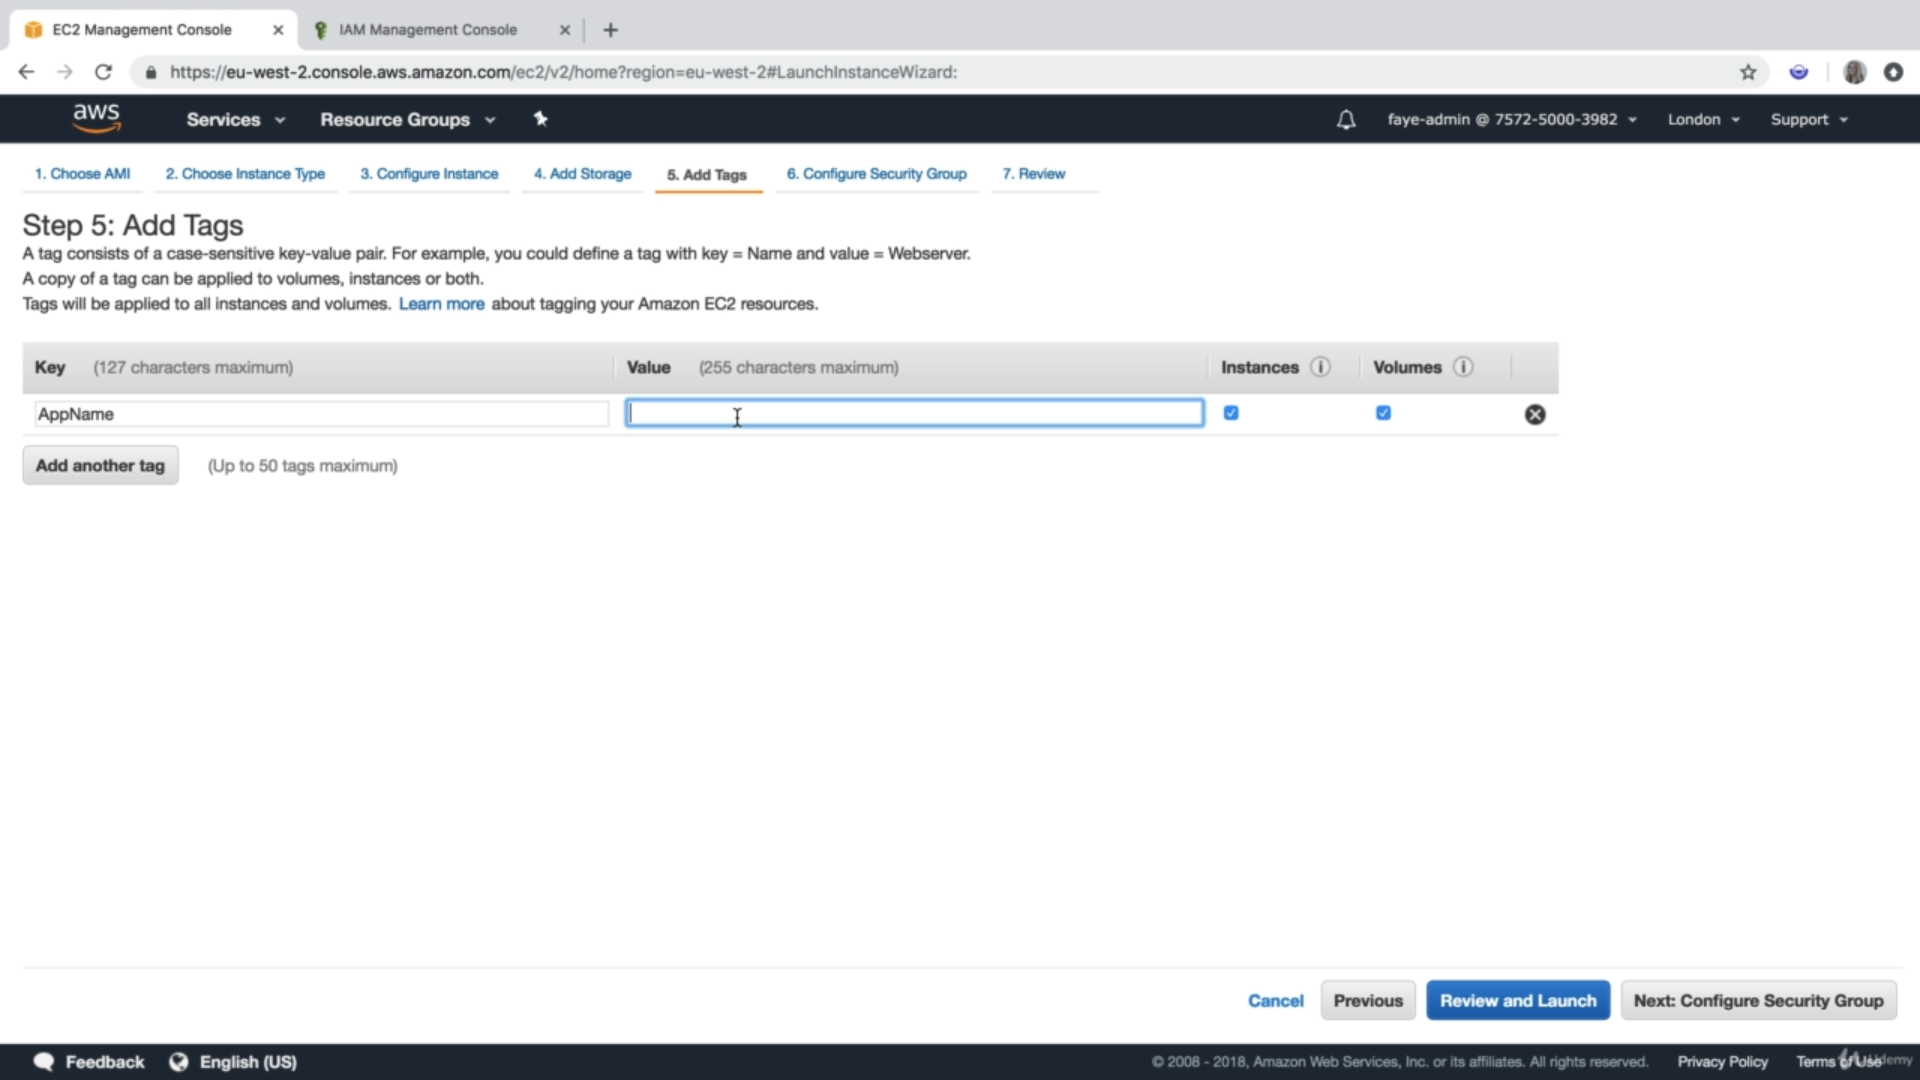 EC2 Management Console
IAM Management Console
https://eu-west-2.console.aws.amazon.com/ec2/v2/home?region=eu-west-2#LaunchInstanceWizard:
aws
Services
Resource Groups
faye-admin @ 7572-5000-3982
London
Support
1. Choose AMI
2. Choose Instance Type
3. Configure Instance
4. Add Storage
5. Add Tags
6. Configure Security Group
7. Review
Step 5: Add Tags
A tag consists of a case-sensitive key-value pair. For example, you could define a tag with key = Name and value = Webserver.
A copy of a tag can be applied to volumes, instances or both.
Tags will be applied to all instances and volumes. Learn more about tagging your Amazon EC2 resources.
Key (127 characters maximum)
Value (255 characters maximum)
Instances
Volumes
AppName
Add another tag
(Up to 50 tags maximum)
Cancel
Previous
Review and Launch
Next: Configure Security Group
Feedback
English (US)
© 2008 - 2018, Amazon Web Services, Inc. or its affiliates. All rights reserved.
Privacy Policy
Terms of Use